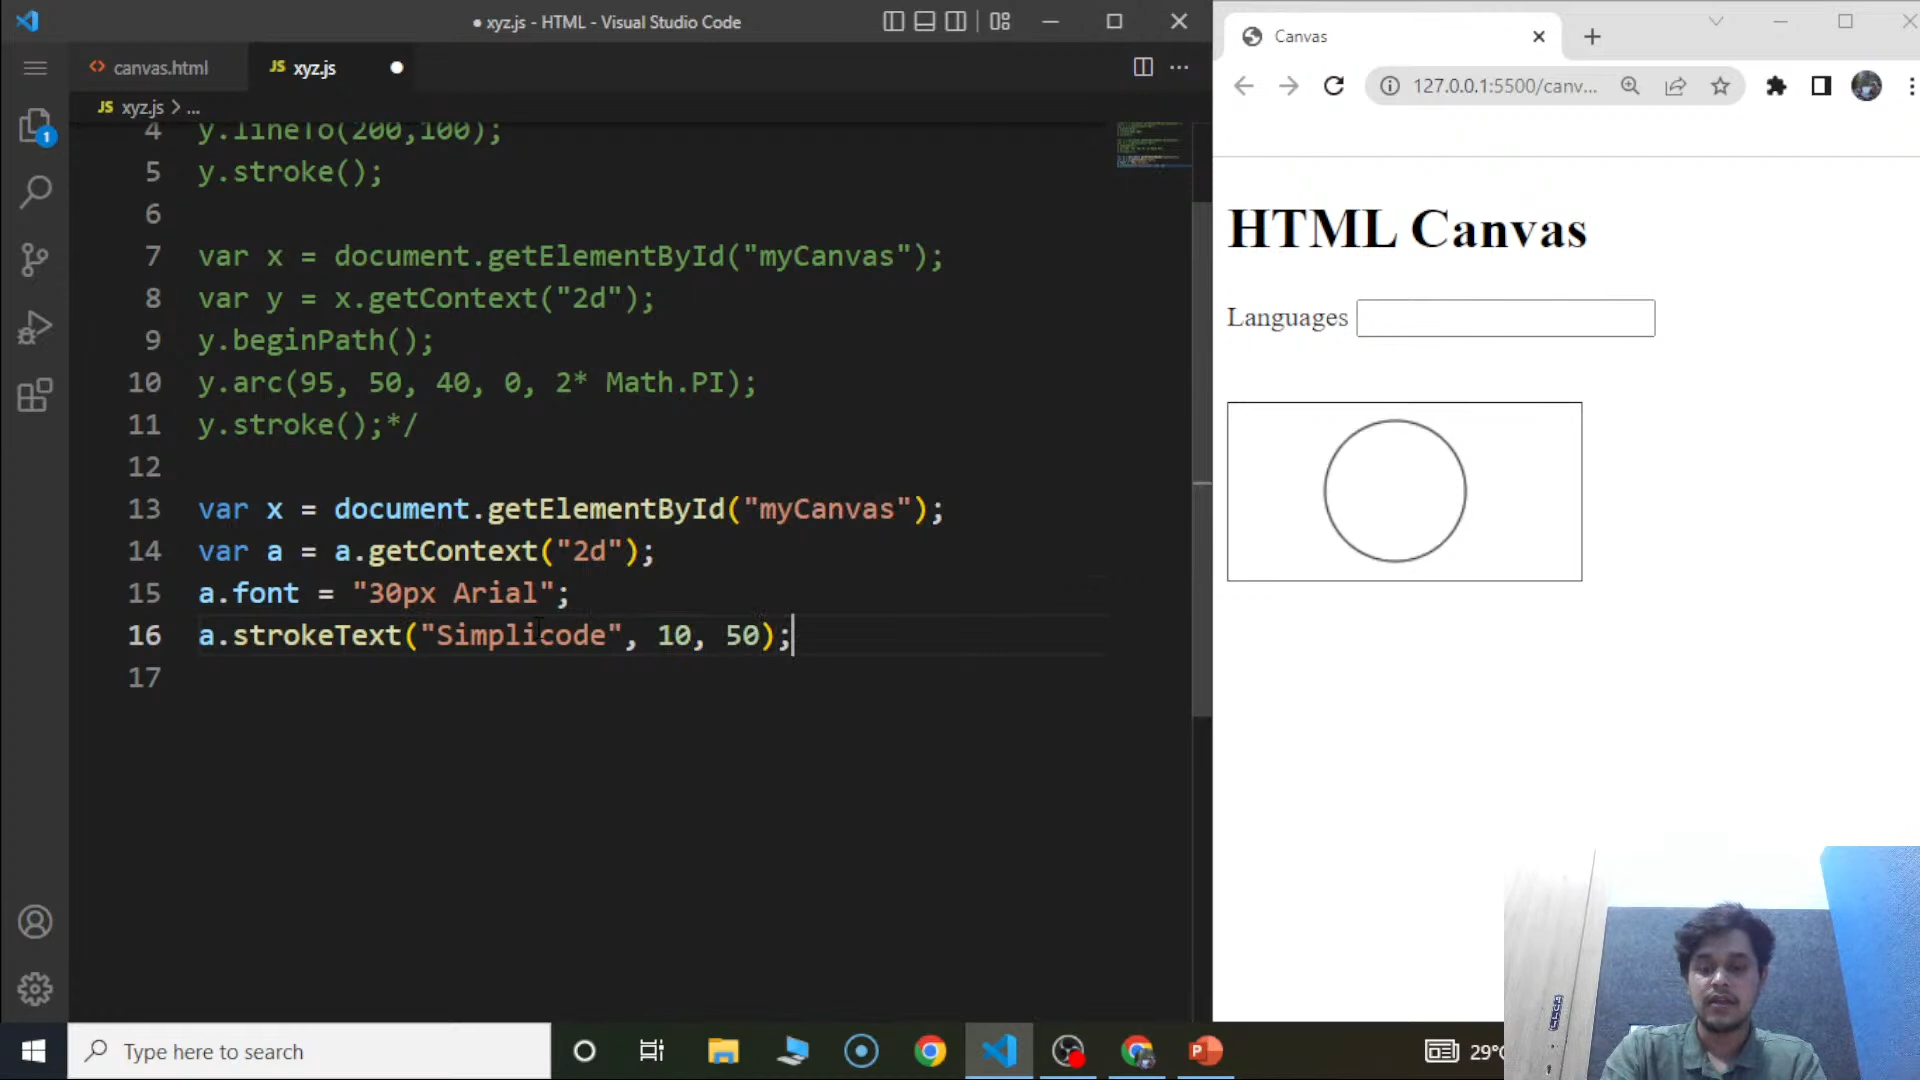 ● xyz.js - HTML - Visual Studio Code
<> canvas.html
JS xyz.js
JS xyz.js > ...
4 y.lineTo(200,100);
5 y.stroke();
6
7 var x = document.getElementById("myCanvas");
8 var y = x.getContext("2d");
9 y.beginPath();
10 y.arc(95, 50, 40, 0, 2* Math.PI);
11 y.stroke();*/
12
13 var x = document.getElementById("myCanvas");
14 var a = a.getContext("2d");
15 a.font = "30px Arial";
16 a.strokeText("Simplicode", 10, 50);
17
1
Canvas
127.0.0.1:5500/canv...
HTML Canvas
Languages
Type here to search
P
29°